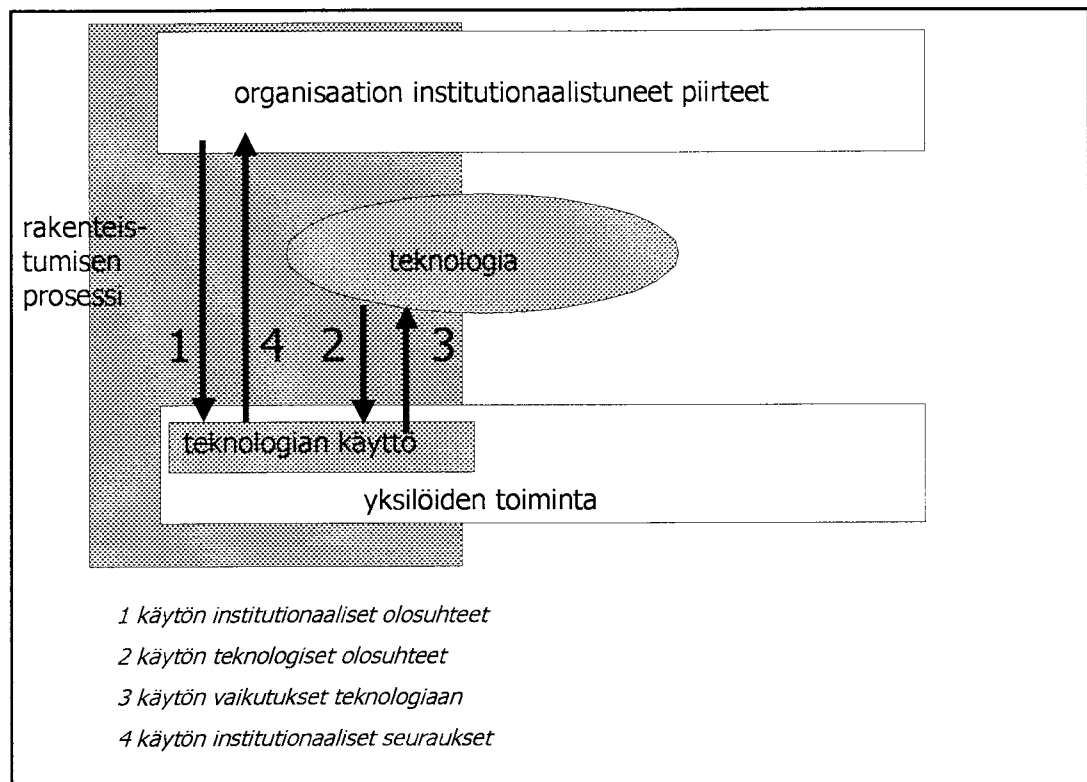 organisaation institutionaalistuneet piirteet
rakenteis-
tumisen
prosessi
teknologia
1 4 2 3
teknologian käyttö
yksilöiden toiminta
1 käytön institutionaaliset olosuhteet
2 käytön teknologiset olosuhteet
3 käytön vaikutukset teknologiaan
4 käytön institutionaaliset seuraukset